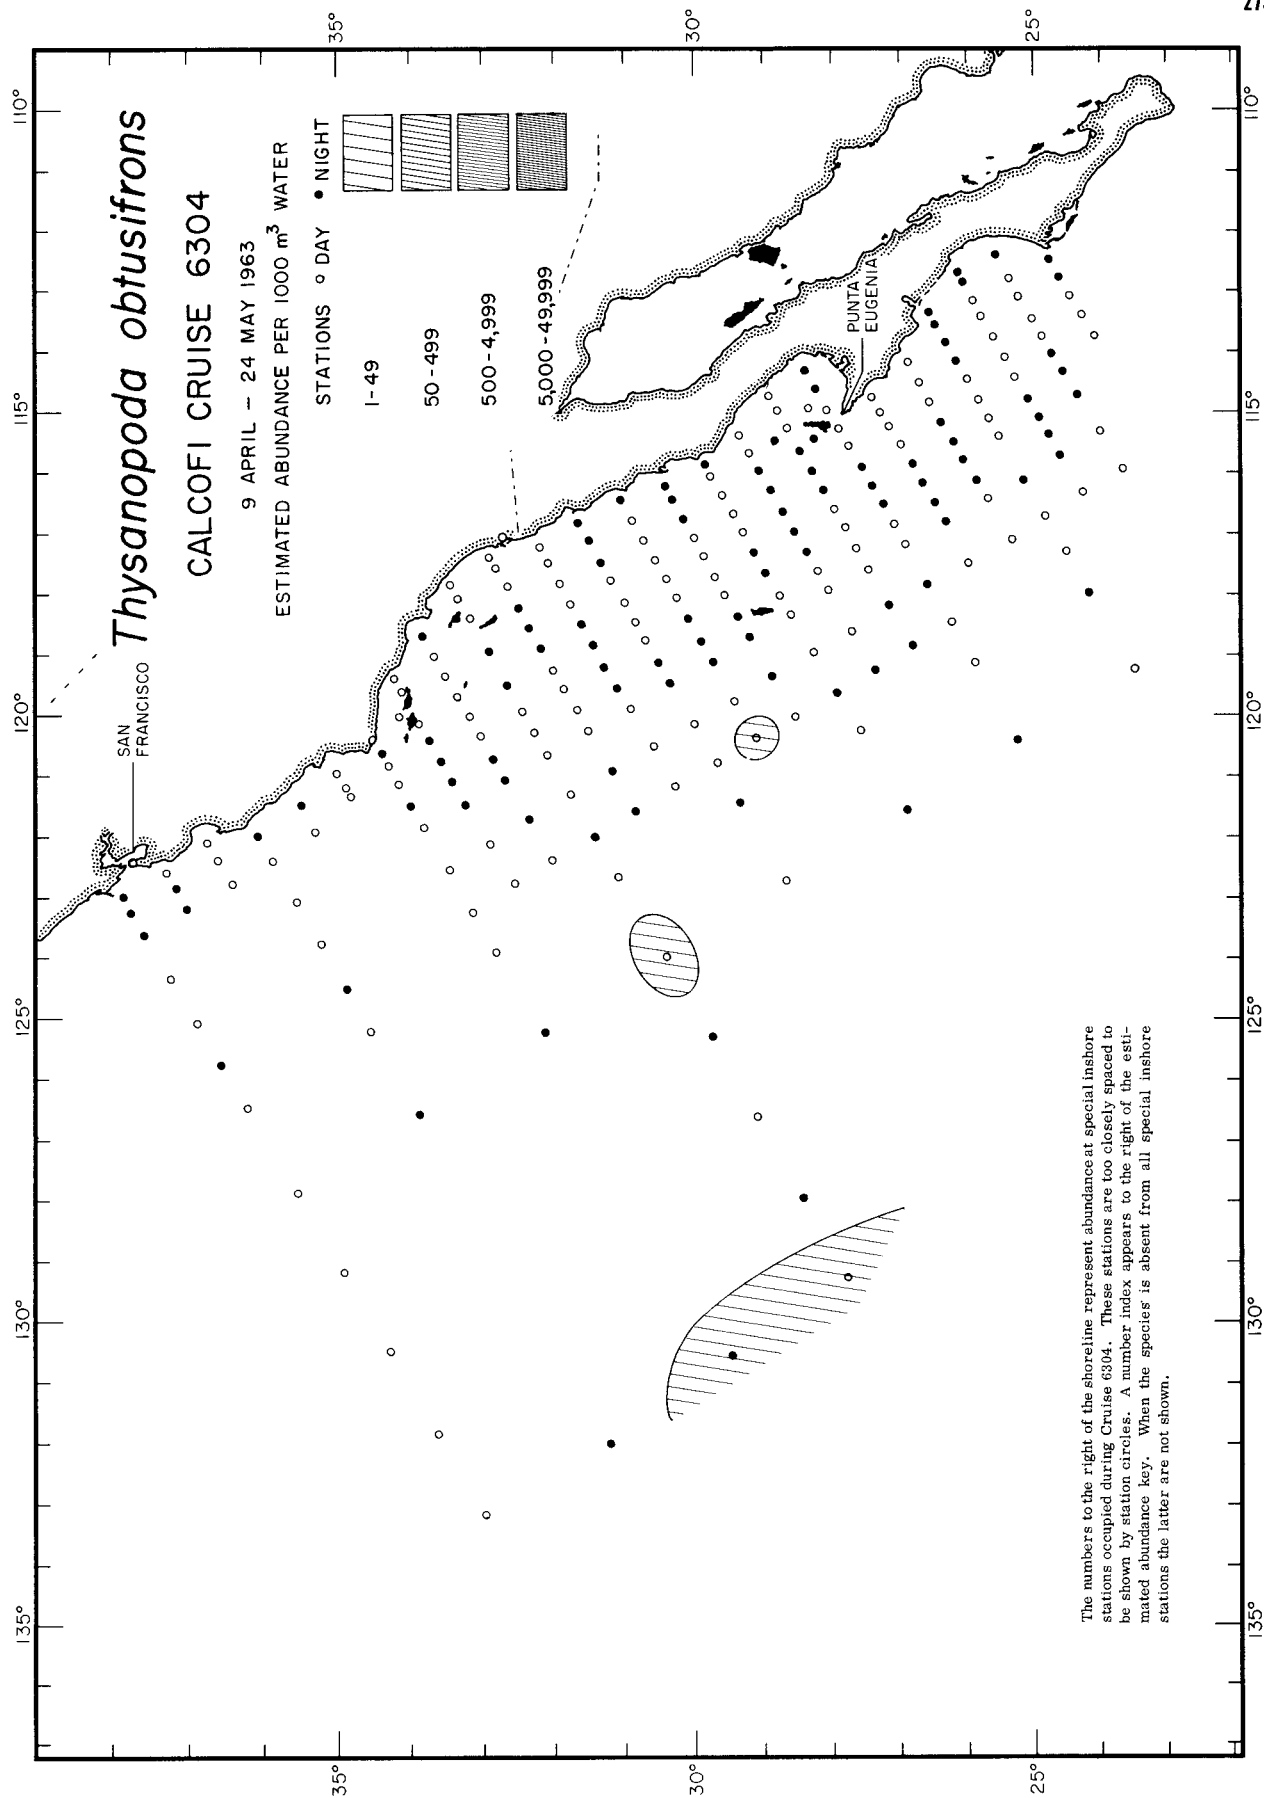 Thysanopoda obtusifrons
CALCOFI CRUISE 6304
9 APRIL – 24 MAY 1963
ESTIMATED ABUNDANCE PER 1000 m³ WATER
STATIONS ○ DAY ● NIGHT
1-49
50-499
500-4,999
5,000-49,999
SAN
FRANCISCO
PUNTA
EUGENIA
110°
115°
120°
125°
130°
135°
110°
115°
120°
125°
130°
135°
35°
30°
25°
35°
30°
25°
The numbers to the right of the shoreline represent abundance at special inshore
stations occupied during Cruise 6304. These stations are too closely spaced to
be shown by station circles. A number index appears to the right of the esti-
mated abundance key. When the species is absent from all special inshore
stations the latter are not shown.